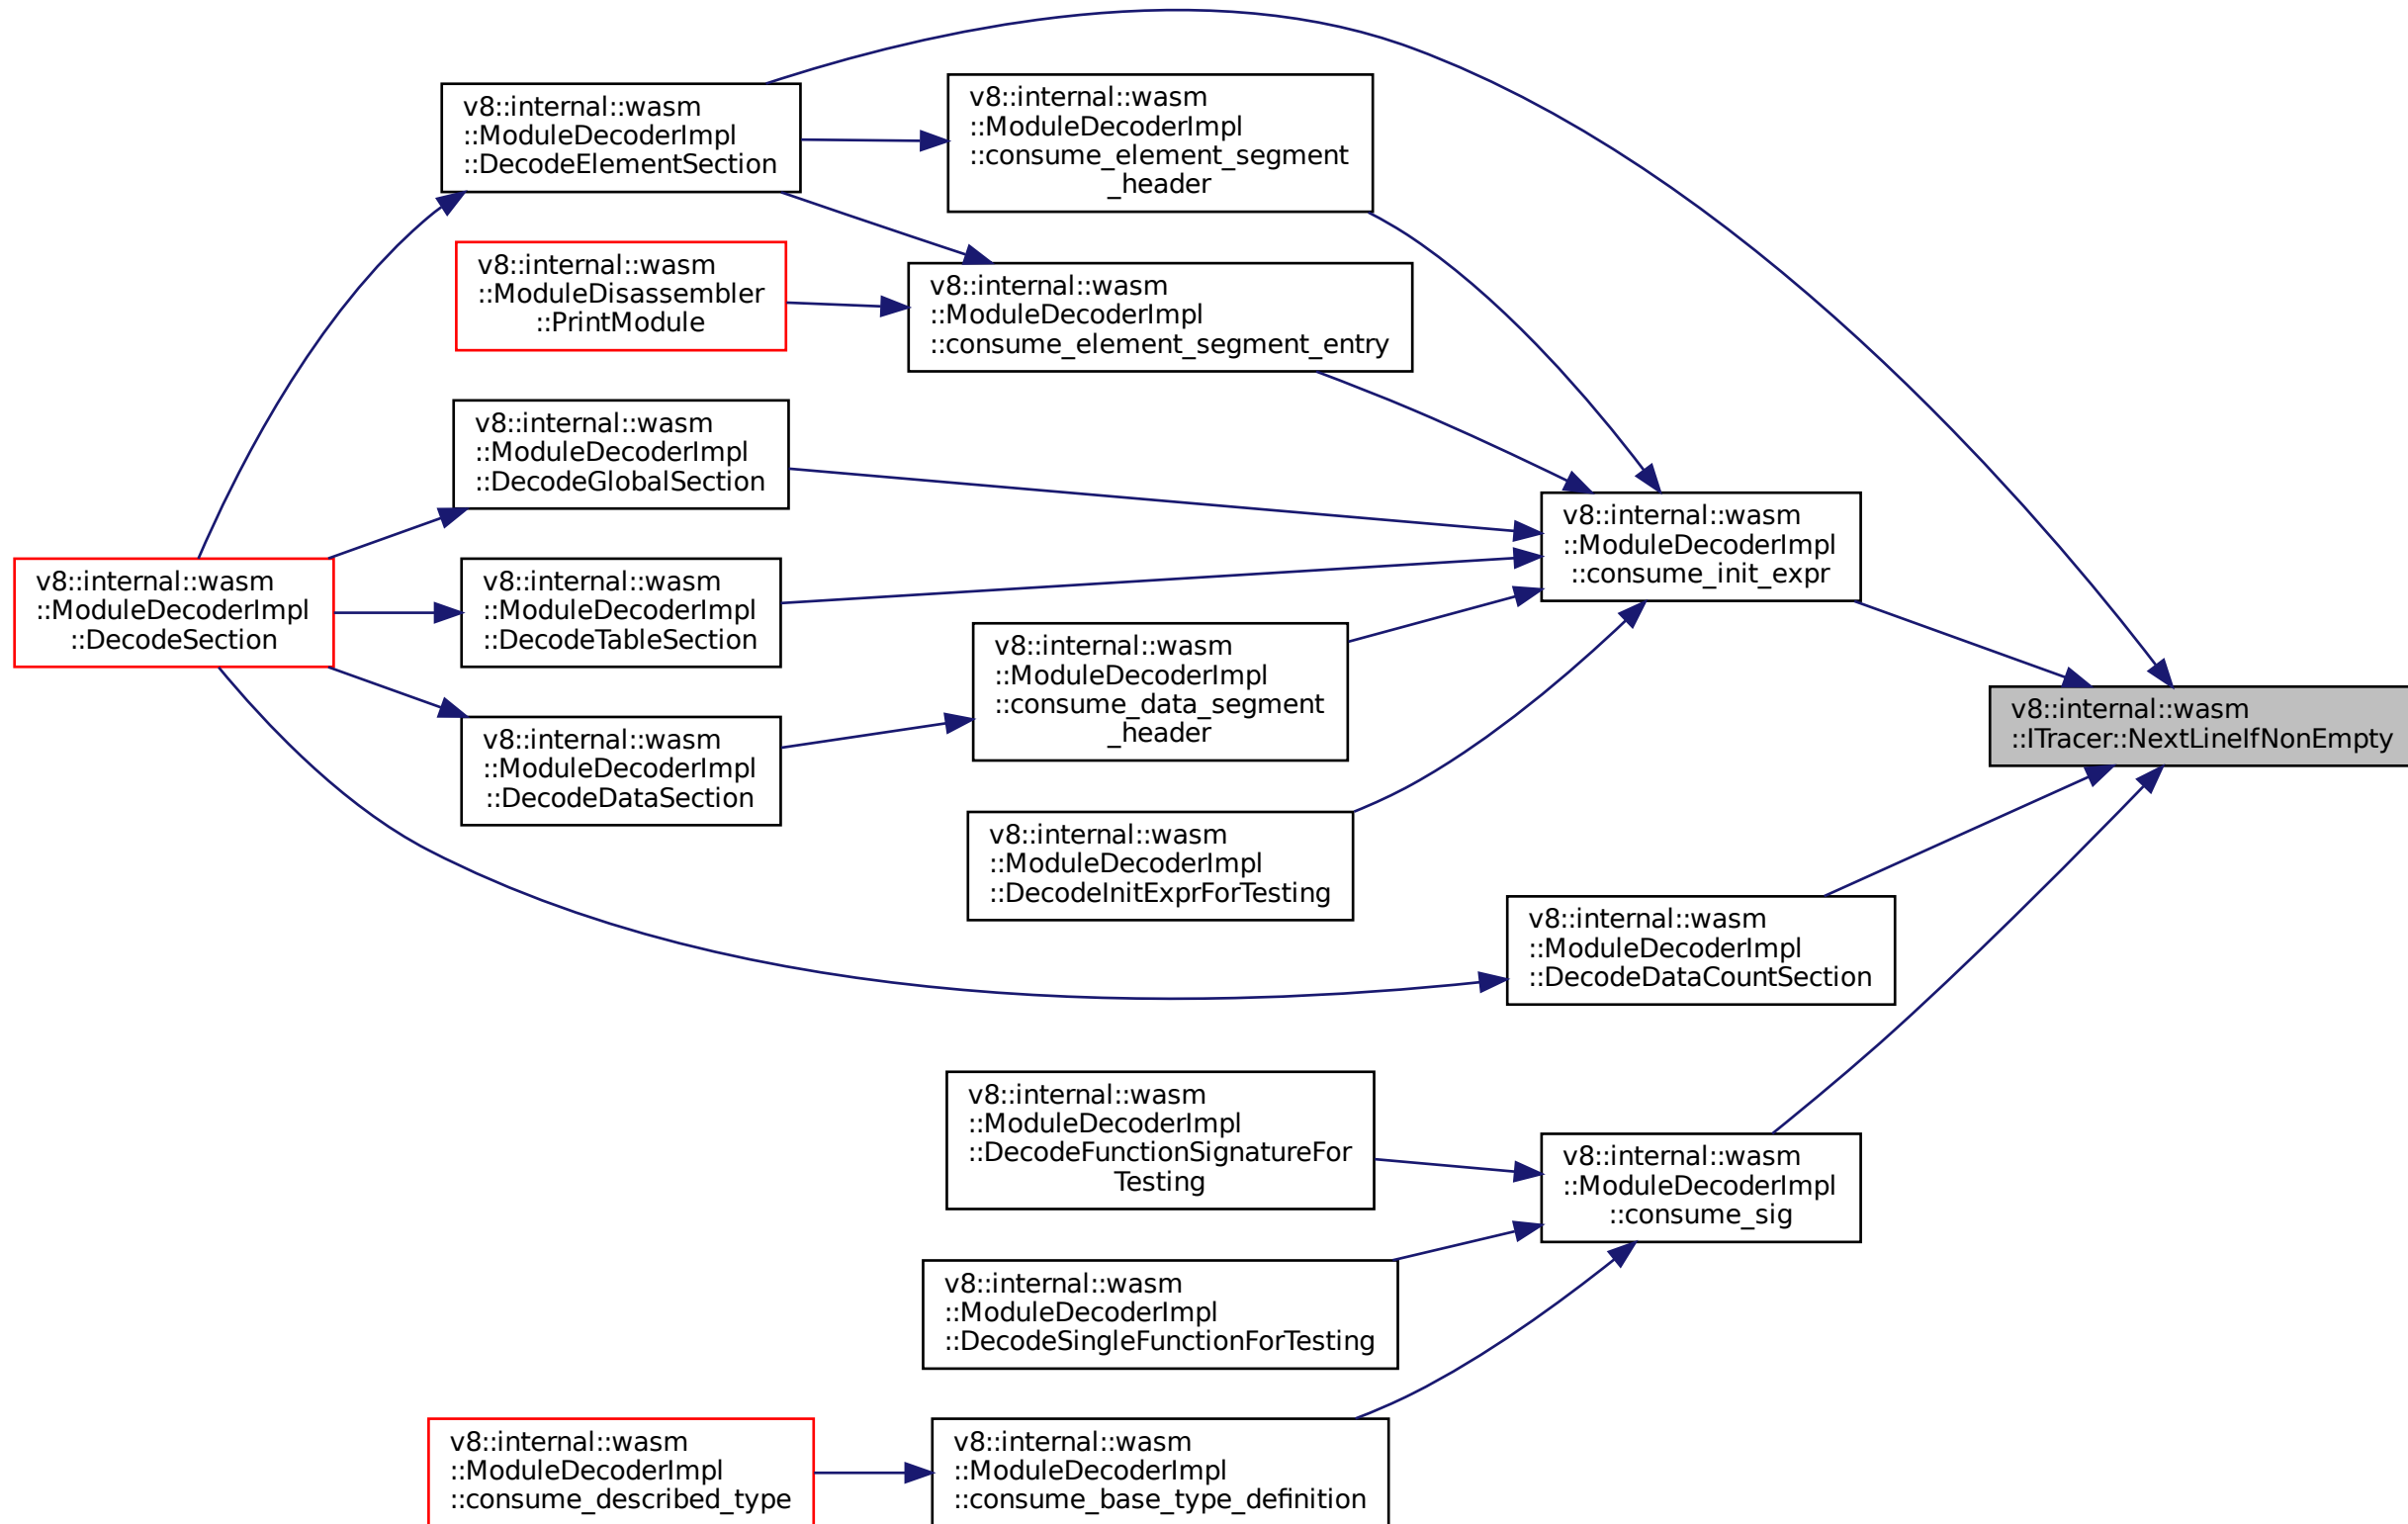 v8::internal::wasm
::ModuleDecoderImpl
::DecodeElementSection
v8::internal::wasm
::ModuleDecoderImpl
::consume_element_segment
_header
v8::internal::wasm
::ModuleDisassembler
::PrintModule
v8::internal::wasm
::ModuleDecoderImpl
::consume_element_segment_entry
v8::internal::wasm
::ModuleDecoderImpl
::DecodeGlobalSection
v8::internal::wasm
::ModuleDecoderImpl
::consume_init_expr
v8::internal::wasm
::ModuleDecoderImpl
::DecodeSection
v8::internal::wasm
::ModuleDecoderImpl
::DecodeTableSection
v8::internal::wasm
::ModuleDecoderImpl
::consume_data_segment
_header
v8::internal::wasm
::ITracer::NextLineIfNonEmpty
v8::internal::wasm
::ModuleDecoderImpl
::DecodeDataSection
v8::internal::wasm
::ModuleDecoderImpl
::DecodeInitExprForTesting
v8::internal::wasm
::ModuleDecoderImpl
::DecodeDataCountSection
v8::internal::wasm
::ModuleDecoderImpl
::DecodeFunctionSignatureFor
Testing
v8::internal::wasm
::ModuleDecoderImpl
::consume_sig
v8::internal::wasm
::ModuleDecoderImpl
::DecodeSingleFunctionForTesting
v8::internal::wasm
::ModuleDecoderImpl
::consume_described_type
v8::internal::wasm
::ModuleDecoderImpl
::consume_base_type_definition